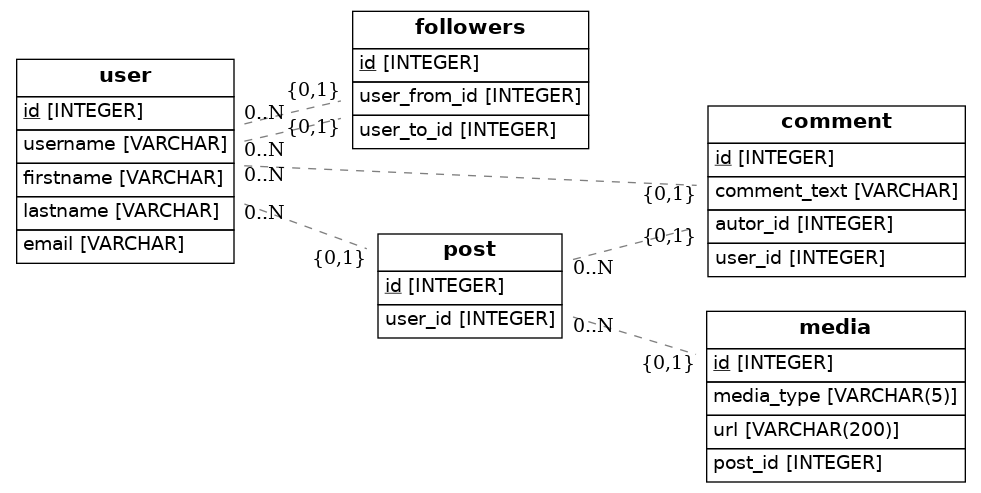 user
id [INTEGER]
username [VARCHAR]
firstname [VARCHAR]
lastname [VARCHAR]
email [VARCHAR]
0..N
{0,1}
0..N
{0,1}
0..N
{0,1}
0..N
{0,1}
followers
id [INTEGER]
user_from_id [INTEGER]
user_to_id [INTEGER]
post
id [INTEGER]
user_id [INTEGER]
0..N
{0,1}
0..N
{0,1}
comment
id [INTEGER]
comment_text [VARCHAR]
autor_id [INTEGER]
user_id [INTEGER]
media
id [INTEGER]
media_type [VARCHAR(5)]
url [VARCHAR(200)]
post_id [INTEGER]